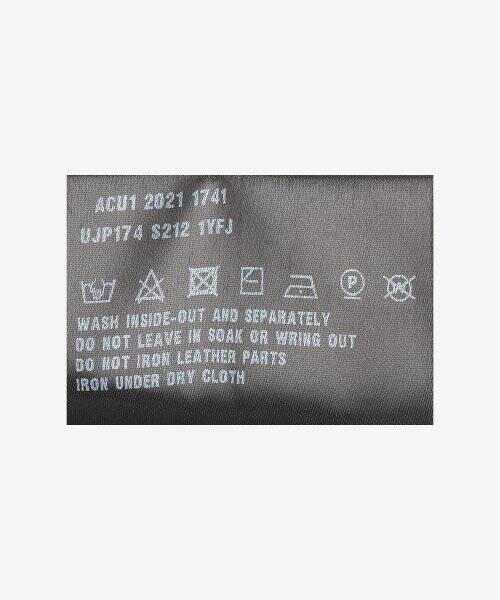 ACU1 2021 1741
UJP174 S212 1YFJ
P W
WASH INSIDE-OUT AND SEPARATELY
DO NOT LEAVE IN SOAK OR WRING OUT
DO NOT IRON LEATHER PARTS
IRON UNDER DRY CLOTH